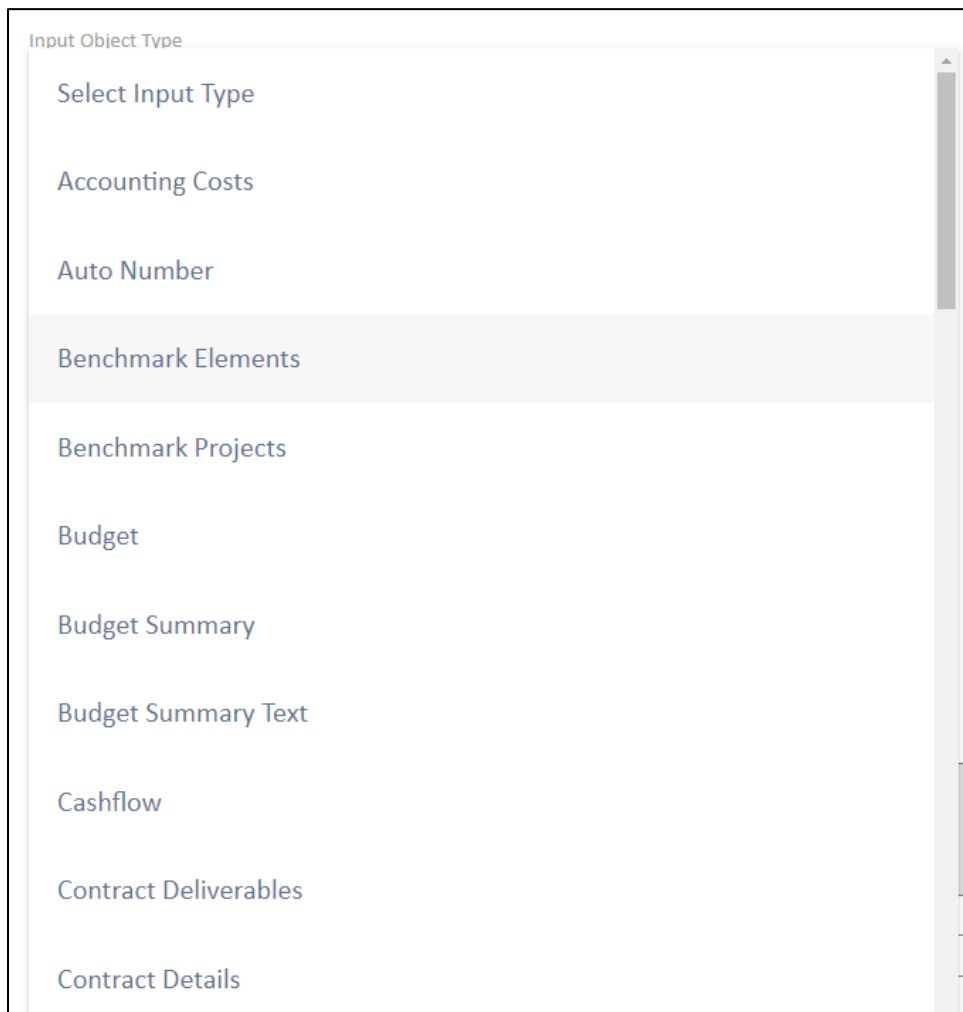 Input Object Type
Select Input Type
Accounting Costs
Auto Number
Benchmark Elements
Benchmark Projects
Budget
Budget Summary
Budget Summary Text
Cashflow
Contract Deliverables
Contract Details